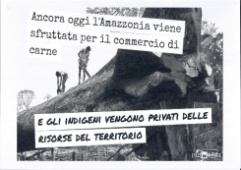 Ancora oggi l'Amazzonia viene
sfruttata per il commercio di
carne
E GLI INDIGENI VENGONO PRIVATI DELLE
RISORSE DEL TERRITORIO